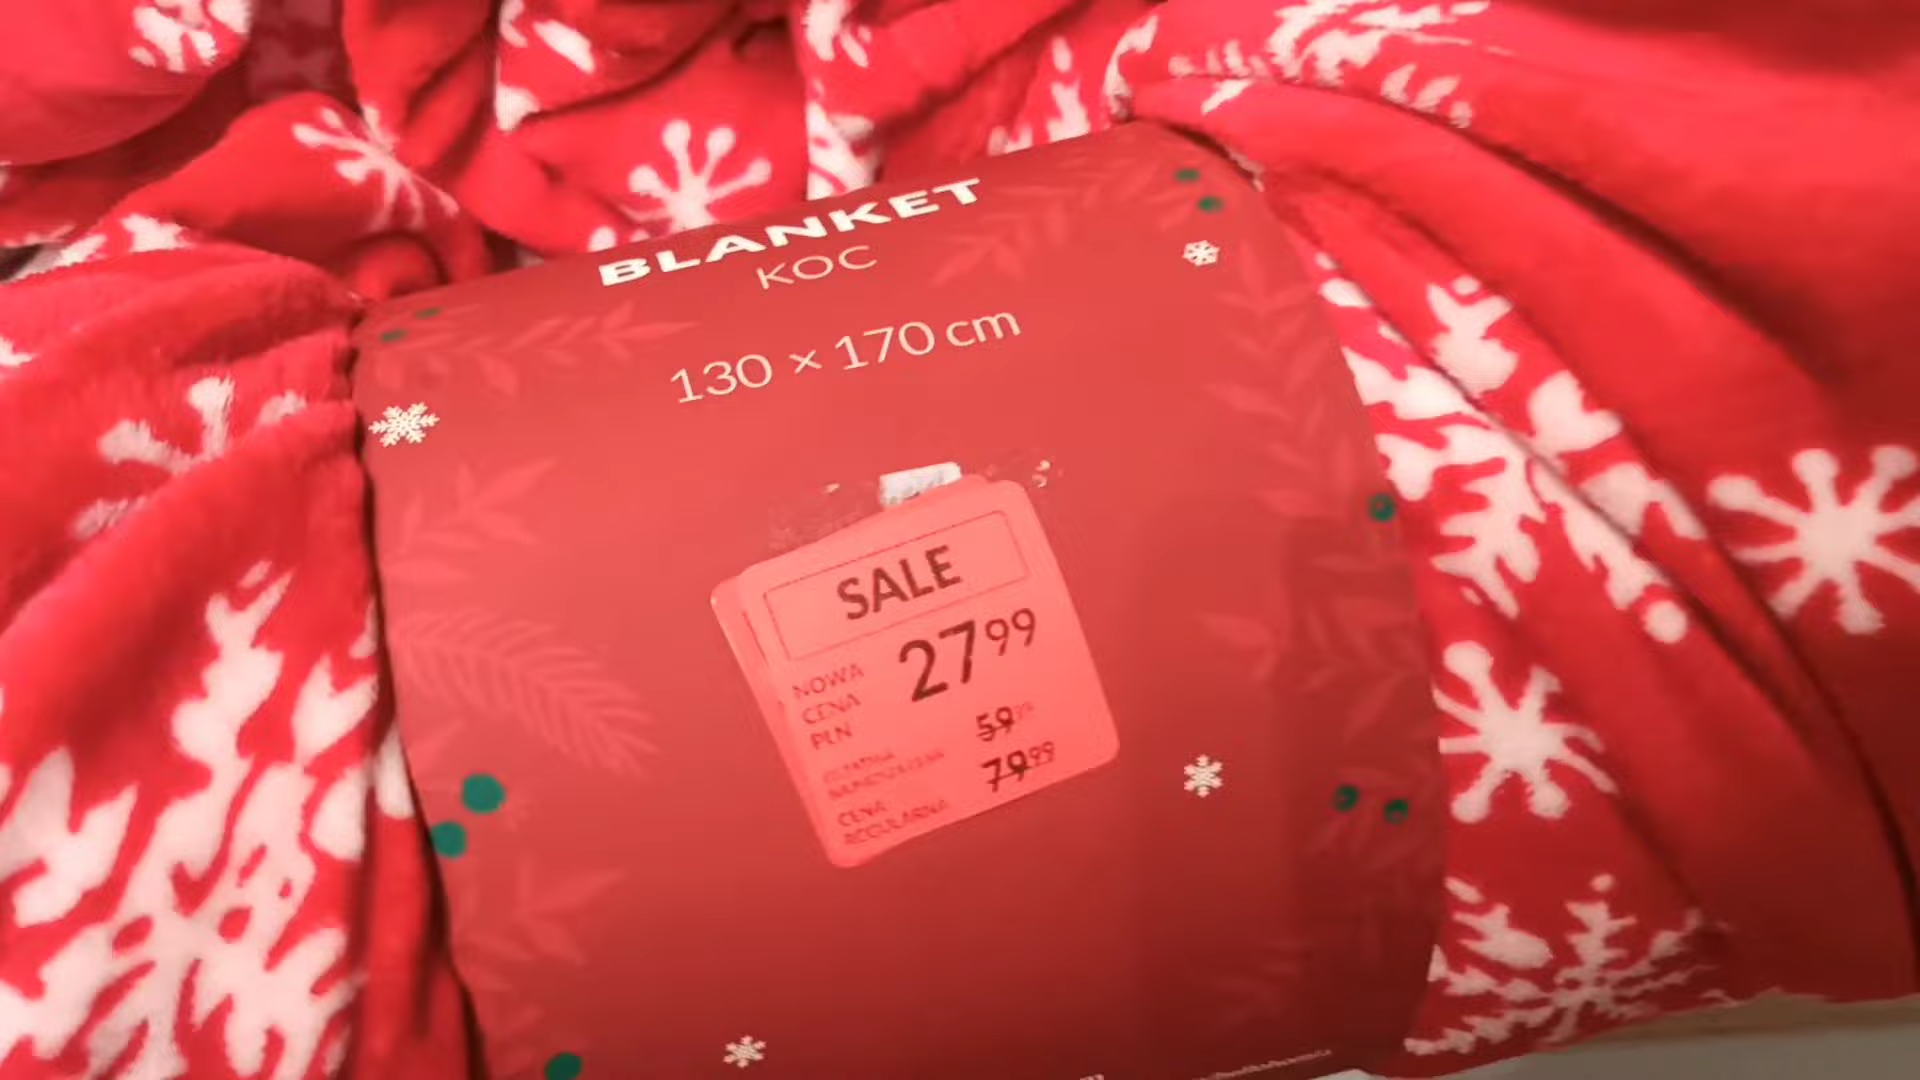 BLANKET
KOC
130 × 170 cm
SALE
27 99
NOWA
CENA
PLN
59
79 99
CENA
REGULARNA